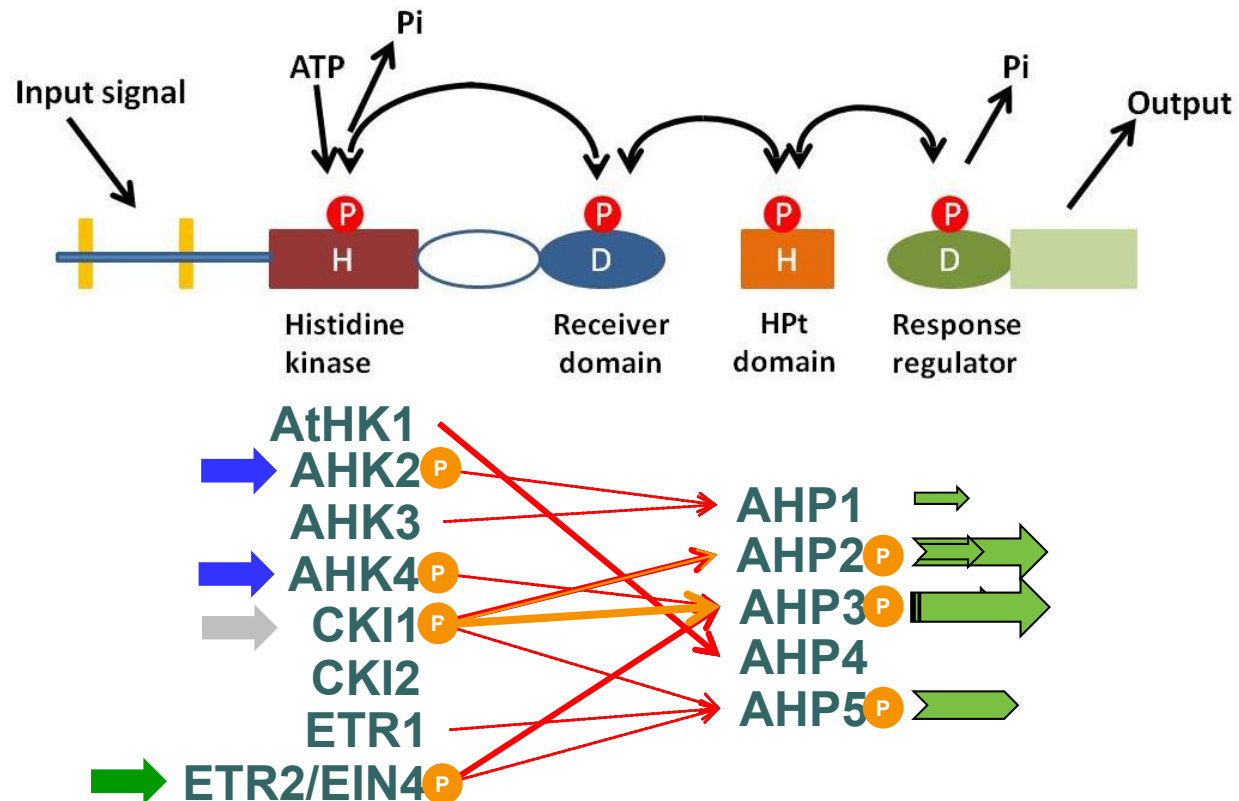 Pi
ATP
Pi
Input signal
Output
P
P
P
P
H
D
H
D
Histidine
kinase
Receiver
domain
HPt
domain
Response
regulator
AtHK1
AHK2 P
AHK3
AHK4 P
CKI1 P
CKI2
ETR1
ETR2/EIN4 P
AHP1
AHP2 P
AHP3 P
AHP4
AHP5 P